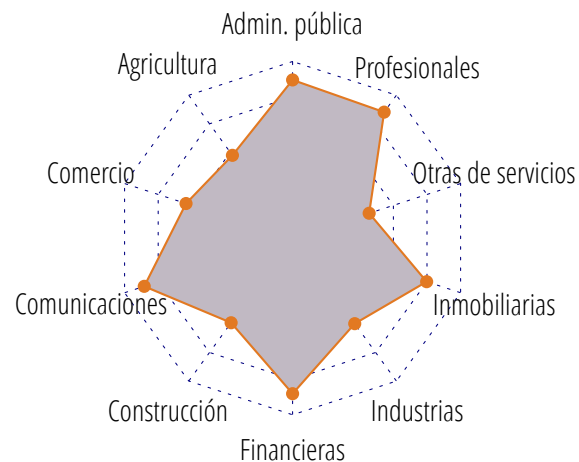 Admin. pública
Agricultura
Profesionales
Comercio
Otras de servicios
Comunicaciones
Inmobiliarias
Construcción
Industrias
Financieras